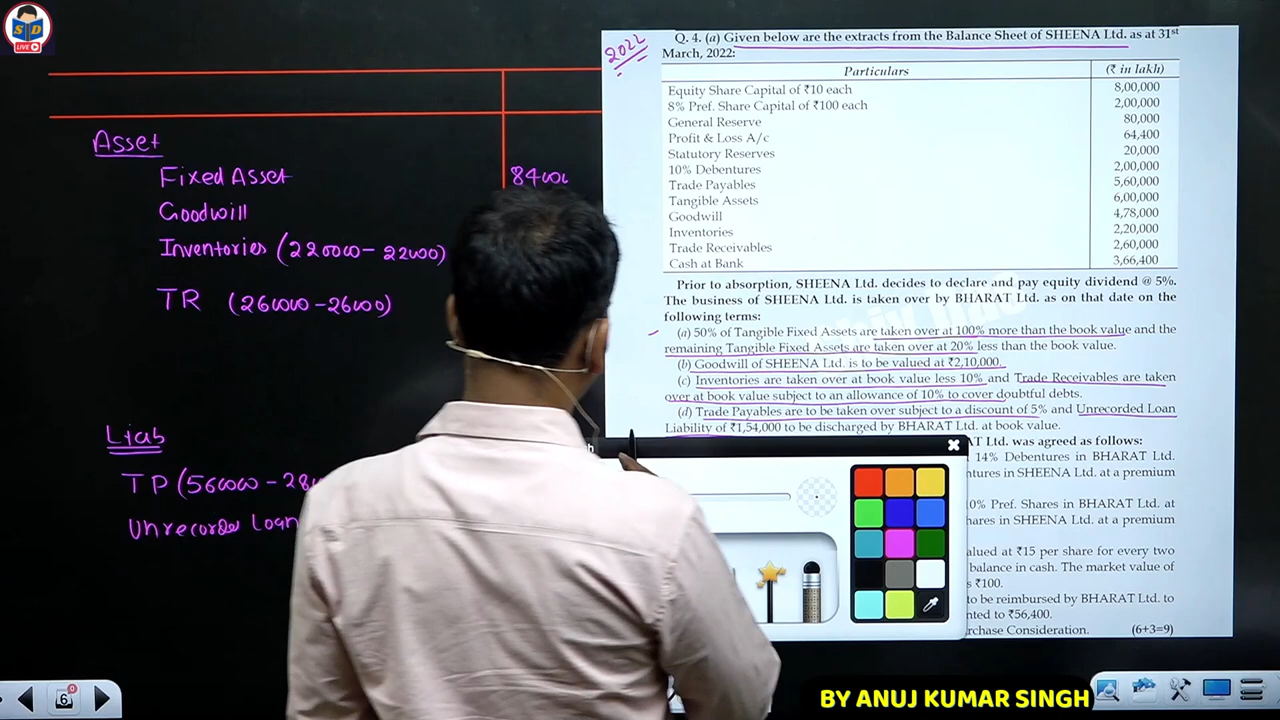 S D
LIVE
Asset
Fixed Asset 84000
Goodwill
Inventories (220000 - 22000)
TR (260000 - 26000)
Liab
TP (560000 - 28
Unrecorde Loan
2022
Q. 4. (a) Given below are the extracts from the Balance Sheet of SHEENA Ltd. as at 31st
March, 2022:
Particulars (₹ in lakh)
Equity Share Capital of ₹10 each 8,00,000
8% Pref. Share Capital of ₹100 each 2,00,000
General Reserve 80,000
Profit & Loss A/c 64,400
Statutory Reserves 20,000
10% Debentures 2,00,000
Trade Payables 5,60,000
Tangible Assets 6,00,000
Goodwill 4,78,000
Inventories 2,20,000
Trade Receivables 2,60,000
Cash at Bank 3,66,400
Prior to absorption, SHEENA Ltd. decides to declare and pay equity dividend @ 5%.
The business of SHEENA Ltd. is taken over by BHARAT Ltd. as on that date on the
following terms:
(a) 50% of Tangible Fixed Assets are taken over at 100% more than the book value and the
remaining Tangible Fixed Assets are taken over at 20% less than the book value.
(b) Goodwill of SHEENA Ltd. is to be valued at ₹2,10,000.
(c) Inventories are taken over at book value less 10% and Trade Receivables are taken
over at book value subject to an allowance of 10% to cover doubtful debts.
(d) Trade Payables are to be taken over subject to a discount of 5% and Unrecorded Loan
Liability of ₹1,54,000 to be discharged by BHARAT Ltd. at book value.
AT Ltd. was agreed as follows:
14% Debentures in BHARAT Ltd.
ntures in SHEENA Ltd. at a premium
0% Pref. Shares in BHARAT Ltd. at
hares in SHEENA Ltd. at a premium
alued at ₹15 per share for every two
balance in cash. The market value of
s ₹100.
to be reimbursed by BHARAT Ltd. to
nted to ₹56,400.
rchase Consideration. (6+3=9)
6
BY ANUJ KUMAR SINGH